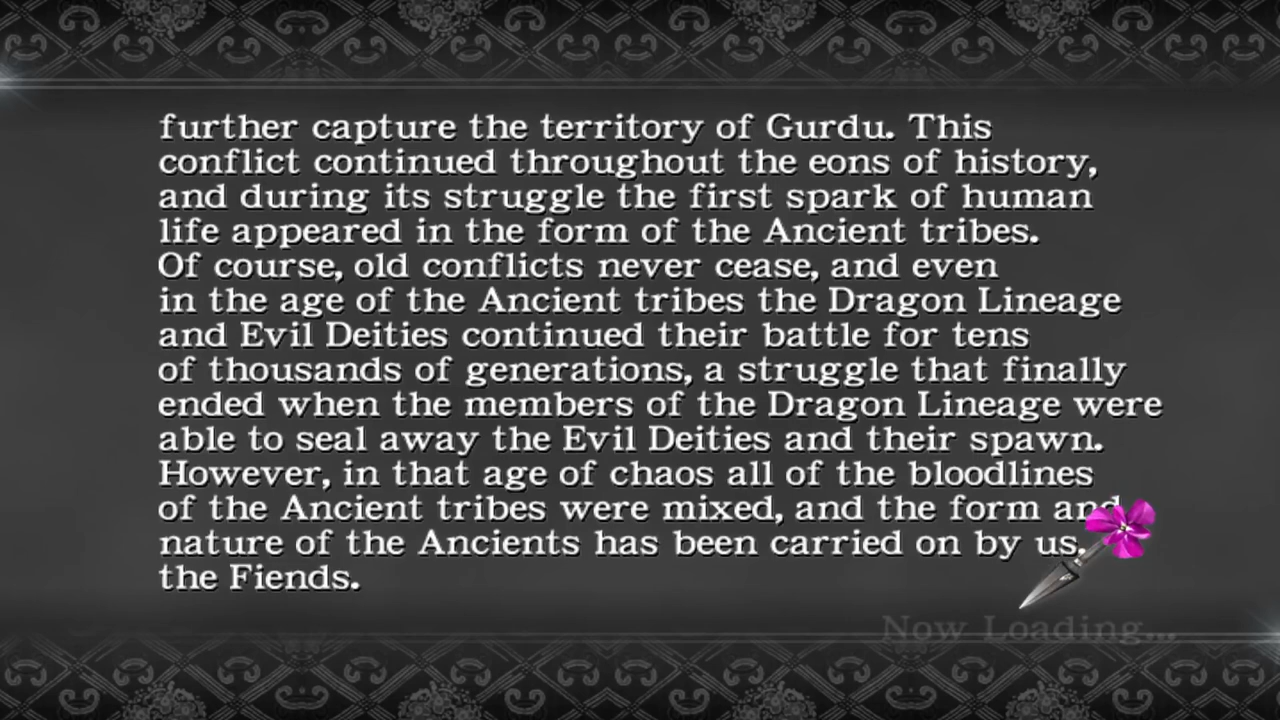 further capture the territory of Gurdu. This
conflict continued throughout the eons of history,
and during its struggle the first spark of human
life appeared in the form of the Ancient tribes.
Of course, old conflicts never cease, and even
in the age of the Ancient tribes the Dragon Lineage
and Evil Deities continued their battle for tens
of thousands of generations, a struggle that finally
ended when the members of the Dragon Lineage were
able to seal away the Evil Deities and their spawn.
However, in that age of chaos all of the bloodlines
of the Ancient tribes were mixed, and the form and
nature of the Ancients has been carried on by us,
the Fiends.
Now Loading...